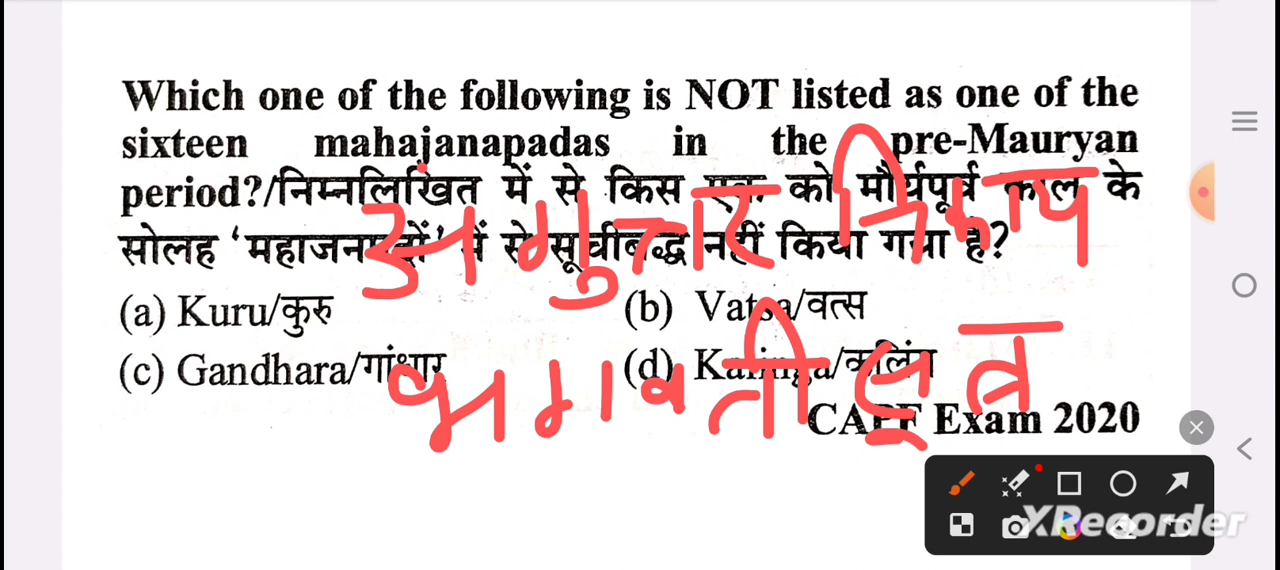 Which one of the following is NOT listed as one of the
sixteen mahajanapadas in the pre-Mauryan
period?/निम्नलिखित में से किस एक को मौर्यपूर्व काल के
सोलह ‘महाजनपदों’ में से सूचीबद्ध नहीं किया गया है?
अगुत्तर निकाय
(a) Kuru/कुरु (b) Vatsa/वत्स
(c) Gandhara/गांधार (d) Kalinga/कलिंग
भगवती सूत्र
CAPF Exam 2020
XRecorder